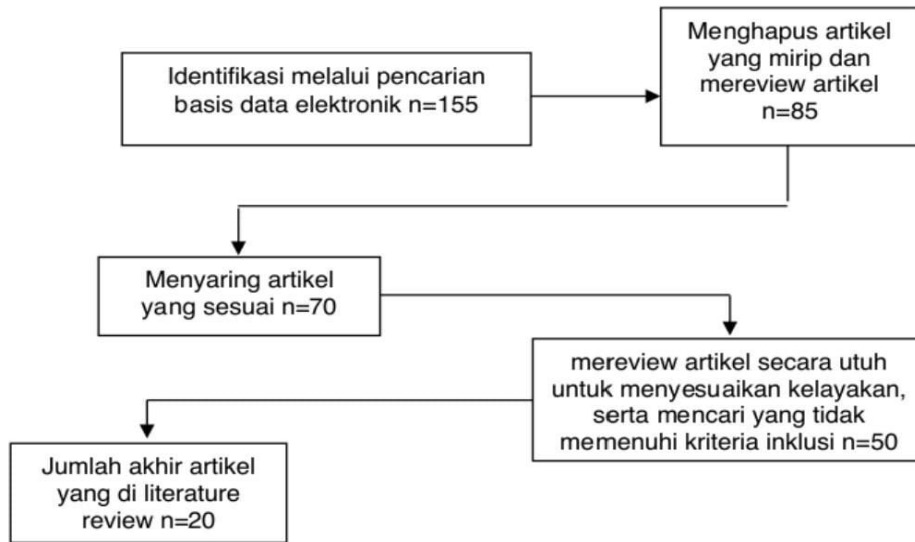 Identifikasi melalui pencarian
basis data elektronik n=155
Menghapus artikel
yang mirip dan
mereview artikel
n=85
Menyaring artikel
yang sesuai n=70
mereview artikel secara utuh
untuk menyesuaikan kelayakan,
serta mencari yang tidak
memenuhi kriteria inklusi n=50
Jumlah akhir artikel
yang di literature
review n=20